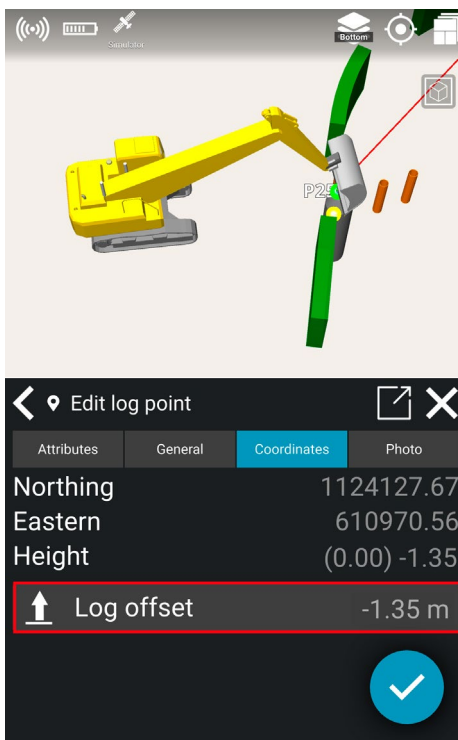 Simulator
Bottom
P25
Edit log point
Attributes General Coordinates Photo
Northing 1124127.67
Eastern 610970.56
Height (0.00) -1.35
Log offset -1.35 m